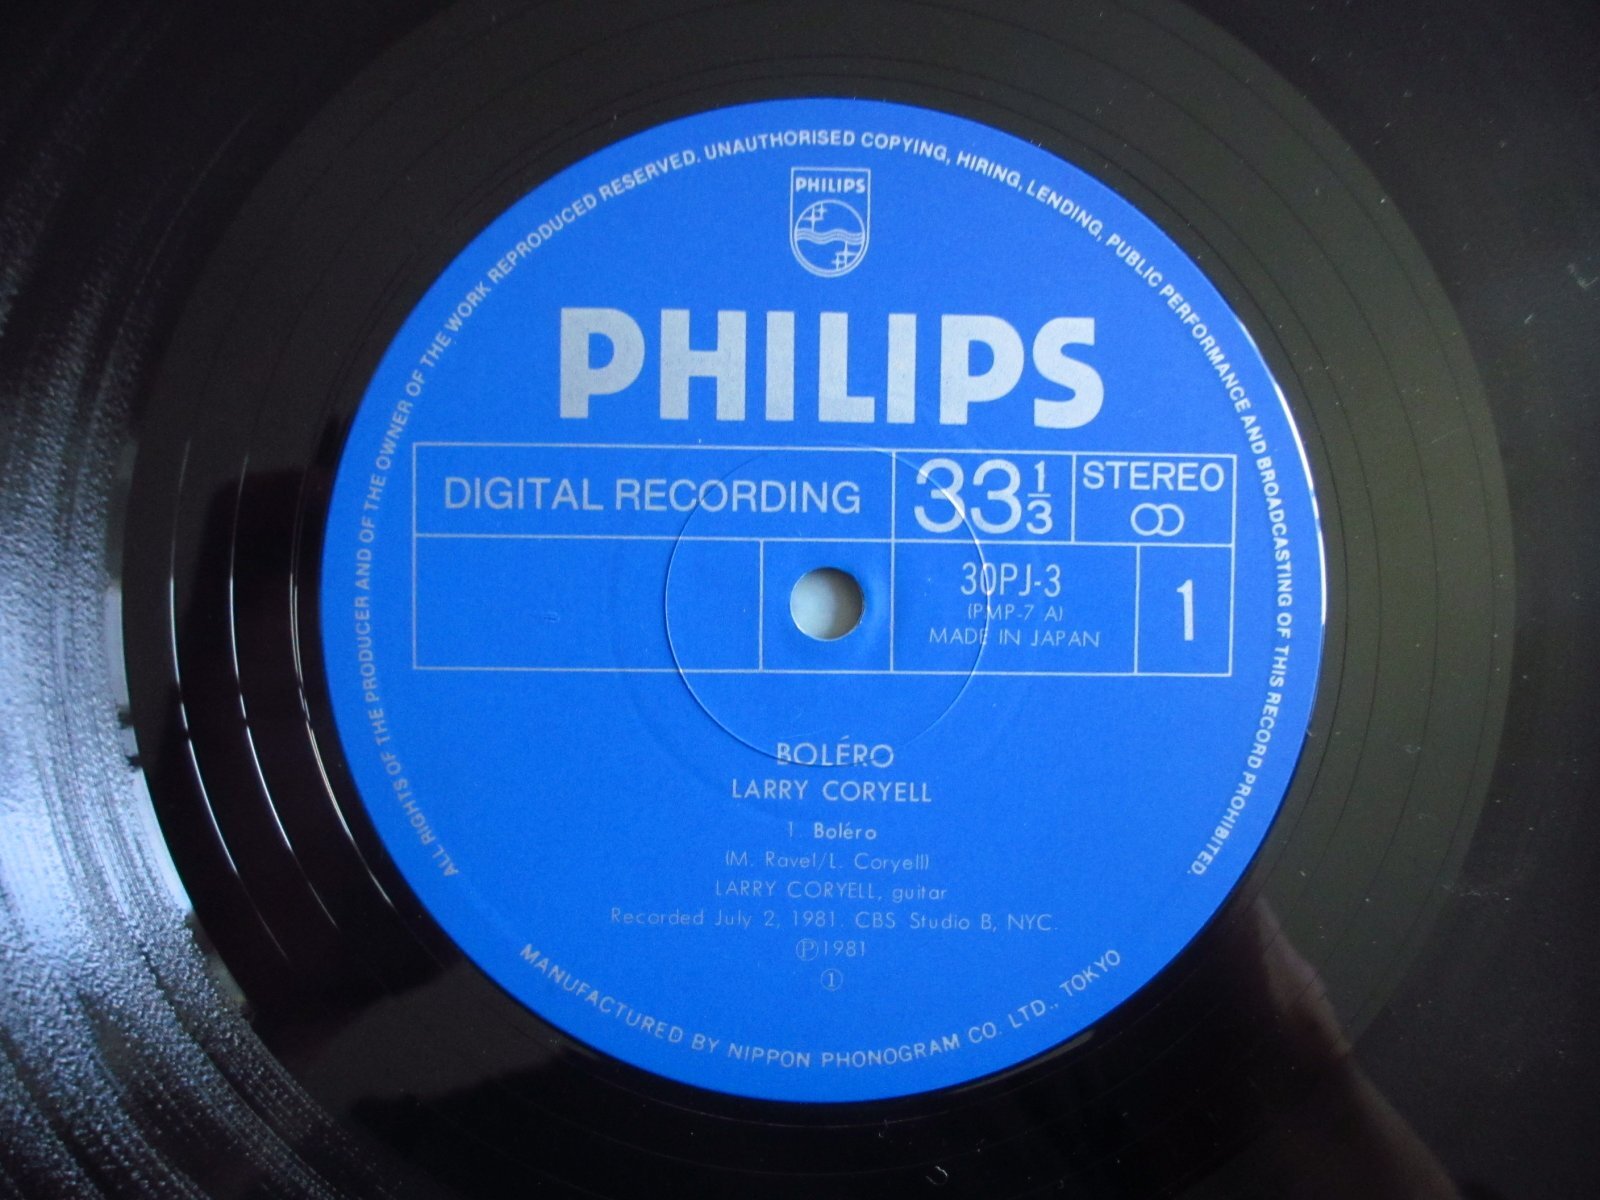 ALL RIGHTS OF THE PRODUCER AND OF THE OWNER OF THE WORK REPRODUCED RESERVED. UNAUTHORISED COPYING, HIRING, LENDING, PUBLIC PERFORMANCE AND BROADCASTING OF THIS RECORD PROHIBITED.
PHILIPS
PHILIPS
DIGITAL RECORDING
33 1/3
STEREO
30PJ-3
(PMP-7 A)
MADE IN JAPAN
1
BOLÉRO
LARRY CORYELL
1. Boléro
(M. Ravel/L. Coryell)
LARRY CORYELL, guitar
Recorded July 2, 1981. CBS Studio B, NYC.
Ⓟ1981
①
MANUFACTURED BY NIPPON PHONOGRAM CO. LTD., TOKYO